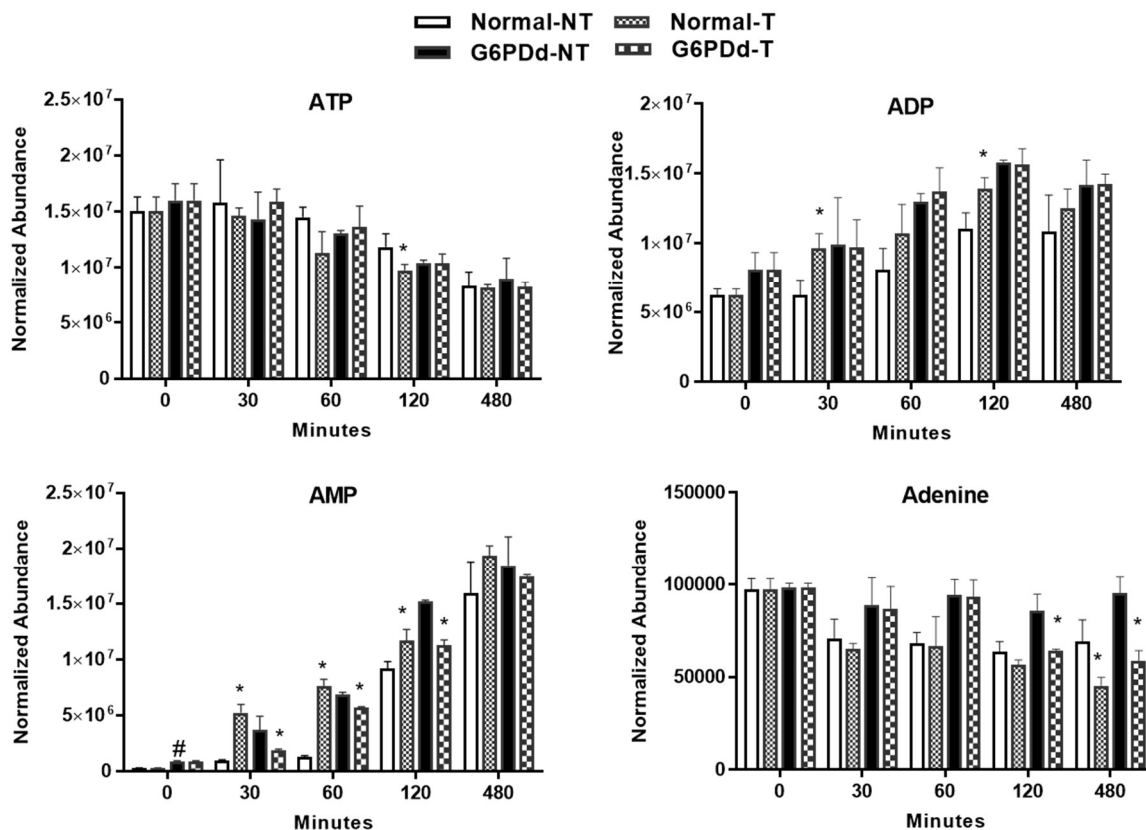 Normal-NT Normal-T
G6PDd-NT G6PDd-T
ATP
2.5×10⁷
2×10⁷
1.5×10⁷
1×10⁷
5×10⁶
0
Normalized Abundance
0 30 60 120 480
Minutes
*
ADP
2×10⁷
1.5×10⁷
1×10⁷
5×10⁶
0
Normalized Abundance
0 30 60 120 480
Minutes
* *
AMP
2.5×10⁷
2×10⁷
1.5×10⁷
1×10⁷
5×10⁶
0
Normalized Abundance
0 30 60 120 480
Minutes
# * * * * * *
Adenine
150000
100000
50000
0
Normalized Abundance
0 30 60 120 480
Minutes
* * *